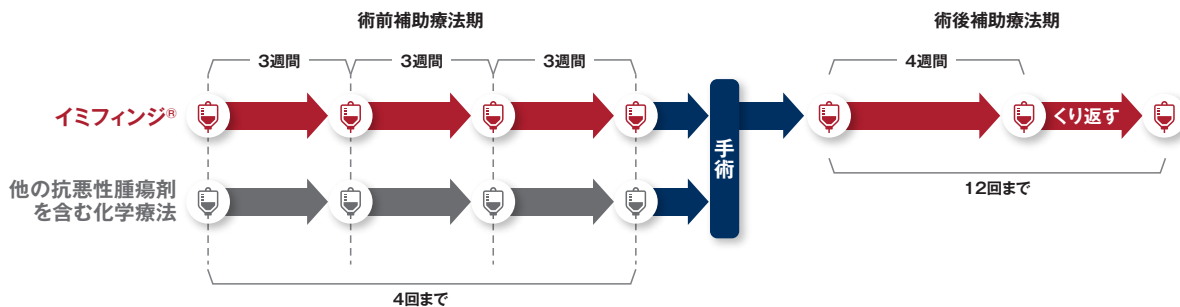 術前補助療法期
術後補助療法期
3週間
3週間
3週間
4週間
イミフィンジ®
くり返す
手術
他の抗悪性腫瘍剤
を含む化学療法
12回まで
4回まで